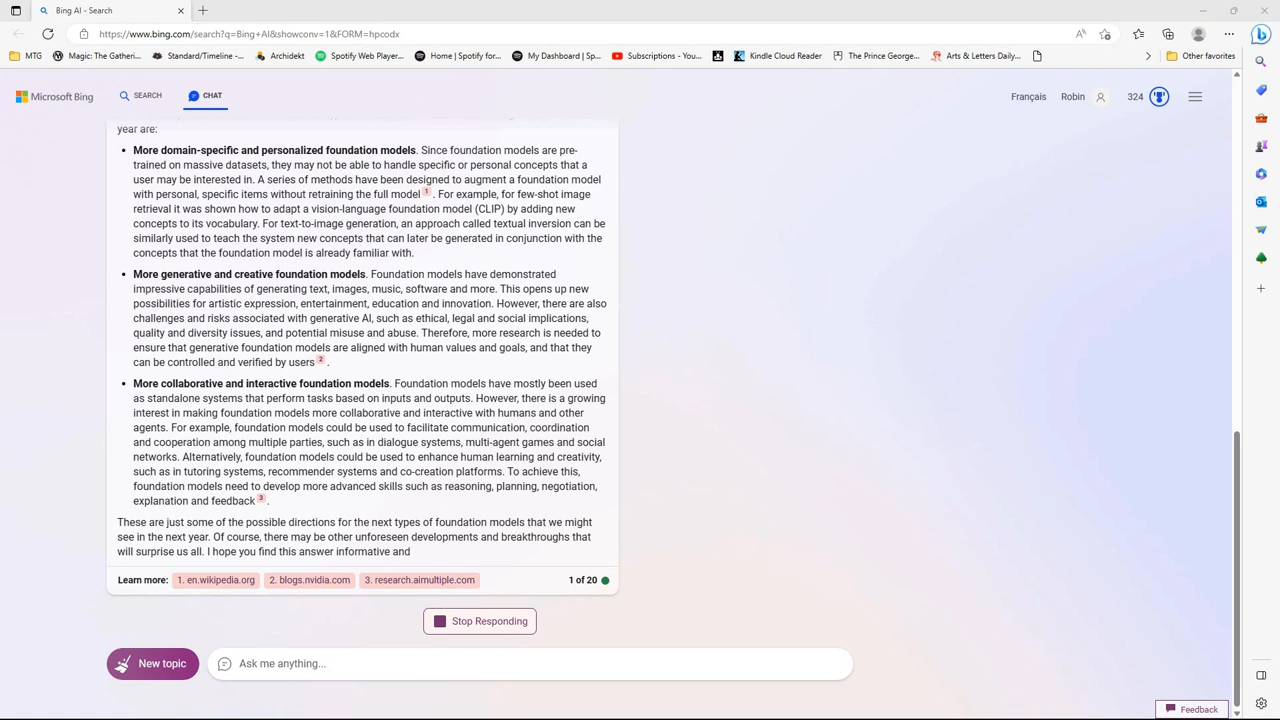 Bing AI - Search
https://www.bing.com/search?q=Bing+AI&showconv=1&FORM=hpcodx
MTG Magic: The Gatheri... Standard/Timeline -... Archidekt Spotify Web Player... Home | Spotify for... My Dashboard | Sp... Subscriptions - You... Kindle Cloud Reader The Prince George... Arts & Letters Daily... Other favorites
Microsoft Bing SEARCH CHAT Français Robin 324
year are:
• More domain-specific and personalized foundation models. Since foundation models are pre-
trained on massive datasets, they may not be able to handle specific or personal concepts that a
user may be interested in. A series of methods have been designed to augment a foundation model
with personal, specific items without retraining the full model 1 . For example, for few-shot image
retrieval it was shown how to adapt a vision-language foundation model (CLIP) by adding new
concepts to its vocabulary. For text-to-image generation, an approach called textual inversion can be
similarly used to teach the system new concepts that can later be generated in conjunction with the
concepts that the foundation model is already familiar with.
• More generative and creative foundation models. Foundation models have demonstrated
impressive capabilities of generating text, images, music, software and more. This opens up new
possibilities for artistic expression, entertainment, education and innovation. However, there are also
challenges and risks associated with generative AI, such as ethical, legal and social implications,
quality and diversity issues, and potential misuse and abuse. Therefore, more research is needed to
ensure that generative foundation models are aligned with human values and goals, and that they
can be controlled and verified by users 2 .
• More collaborative and interactive foundation models. Foundation models have mostly been used
as standalone systems that perform tasks based on inputs and outputs. However, there is a growing
interest in making foundation models more collaborative and interactive with humans and other
agents. For example, foundation models could be used to facilitate communication, coordination
and cooperation among multiple parties, such as in dialogue systems, multi-agent games and social
networks. Alternatively, foundation models could be used to enhance human learning and creativity,
such as in tutoring systems, recommender systems and co-creation platforms. To achieve this,
foundation models need to develop more advanced skills such as reasoning, planning, negotiation,
explanation and feedback 3 .
These are just some of the possible directions for the next types of foundation models that we might
see in the next year. Of course, there may be other unforeseen developments and breakthroughs that
will surprise us all. I hope you find this answer informative and
Learn more: 1. en.wikipedia.org 2. blogs.nvidia.com 3. research.aimultiple.com 1 of 20
Stop Responding
New topic Ask me anything...
Feedback